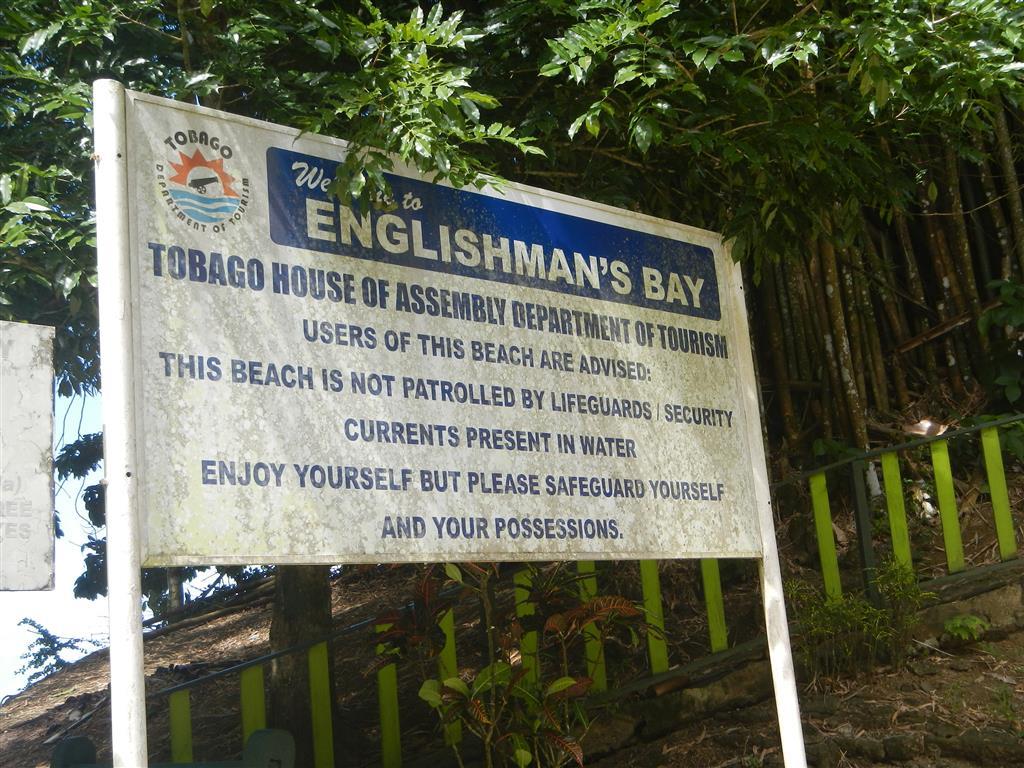 TOBAGO
DEPARTMENT OF TOURISM
to
ENGLISHMAN'S BAY
TOBAGO HOUSE OF ASSEMBLY DEPARTMENT OF TOURISM
USERS OF THIS BEACH ARE ADVISED:
THIS BEACH IS NOT PATROLLED BY LIFEGUARDS / SECURITY
CURRENTS PRESENT IN WATER
ENJOY YOURSELF BUT PLEASE SAFEGUARD YOURSELF
AND YOUR POSSESSIONS.